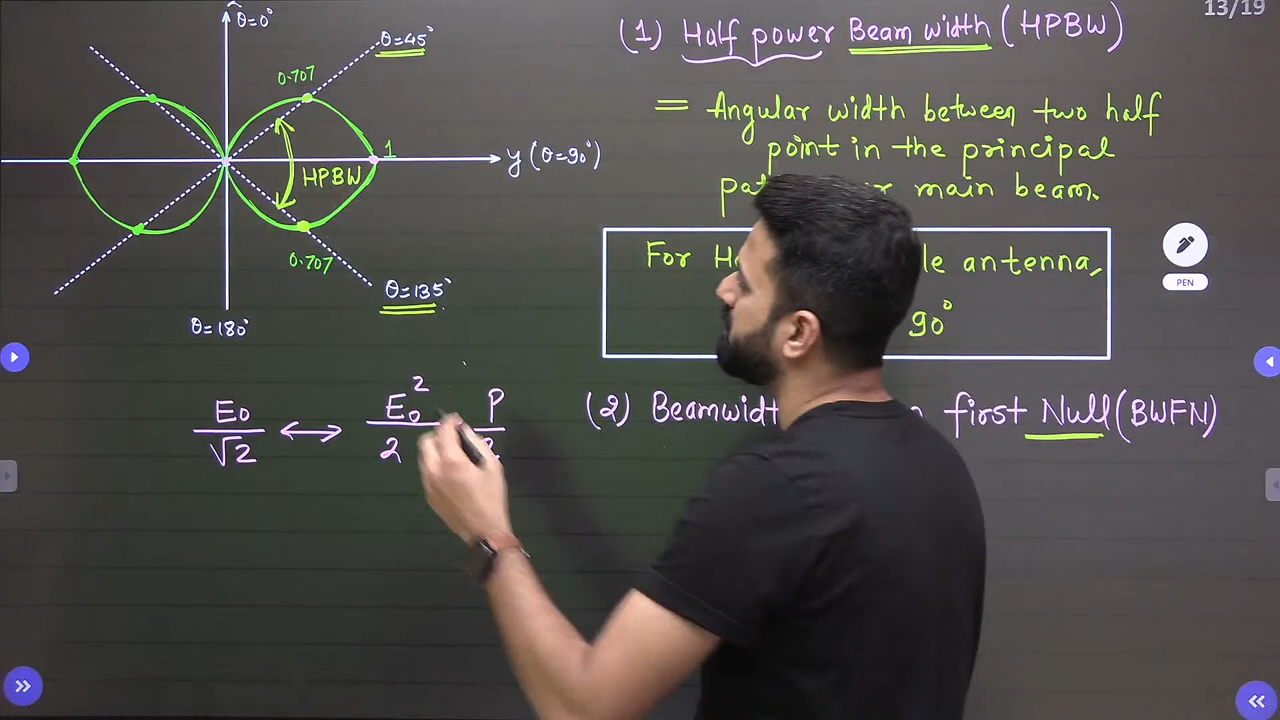 13/19
θ=0°
θ=45°
0.707
1
y (θ=90°)
HPBW
0.707
θ=135°
θ=180°
E₀/√2 ↔ E₀²/2 P
(1) Half power Beam width (HPBW)
= Angular width between two half
point in the principal
main beam.
For antenna,
90°
(2) first Null (BWFN)
PEN